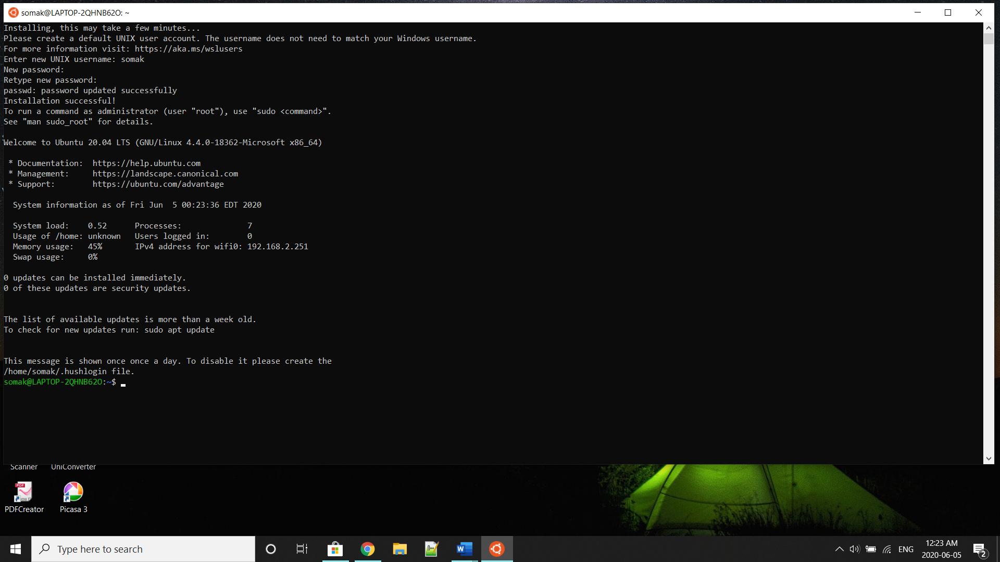 somak@LAPTOP-2QHNB62O: ~
Installing, this may take a few minutes...
Please create a default UNIX user account. The username does not need to match your Windows username.
For more information visit: https://aka.ms/wslusers
Enter new UNIX username: somak
New password:
Retype new password:
passwd: password updated successfully
Installation successful!
To run a command as administrator (user "root"), use "sudo <command>".
See "man sudo_root" for details.
Welcome to Ubuntu 20.04 LTS (GNU/Linux 4.4.0-18362-Microsoft x86_64)
* Documentation:  https://help.ubuntu.com
* Management:     https://landscape.canonical.com
* Support:        https://ubuntu.com/advantage
System information as of Fri Jun  5 00:23:36 EDT 2020
System load:    0.52      Processes:              7
Usage of /home: unknown   Users logged in:        0
Memory usage:   45%       IPv4 address for wifi0: 192.168.2.251
Swap usage:     0%
0 updates can be installed immediately.
0 of these updates are security updates.
The list of available updates is more than a week old.
To check for new updates run: sudo apt update
This message is shown once once a day. To disable it please create the
/home/somak/.hushlogin file.
somak@LAPTOP-2QHNB62O:~$
Scanner UniConverter
PDFCreator Picasa 3
Type here to search
ENG
12:23 AM
2020-06-05
2